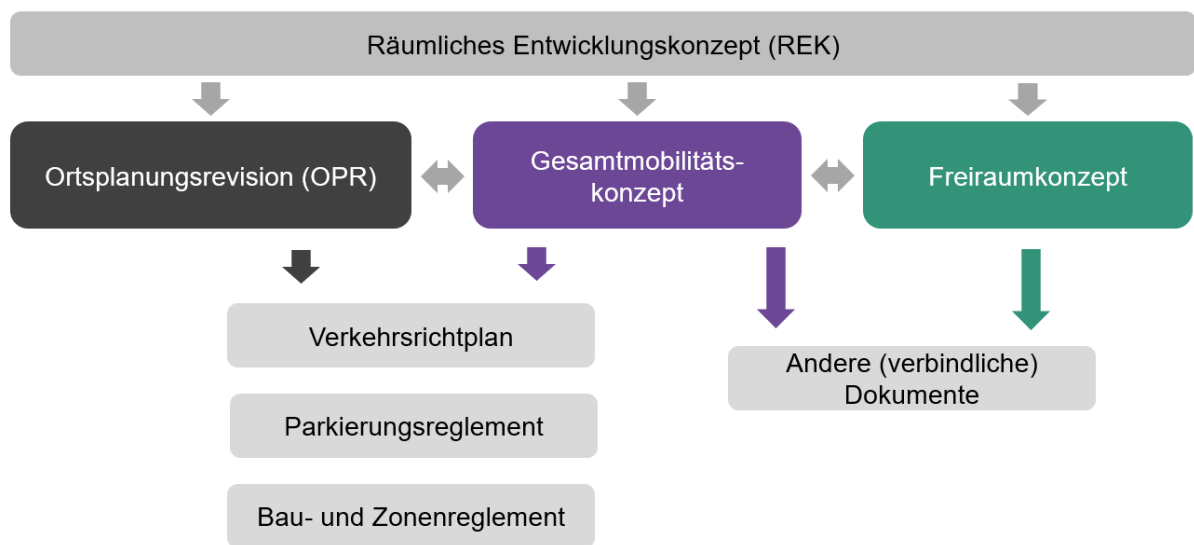 Räumliches Entwicklungskonzept (REK)
Ortsplanungsrevision (OPR)
Gesamtmobilitäts-
konzept
Freiraumkonzept
Verkehrsrichtplan
Andere (verbindliche)
Dokumente
Parkierungsreglement
Bau- und Zonenreglement